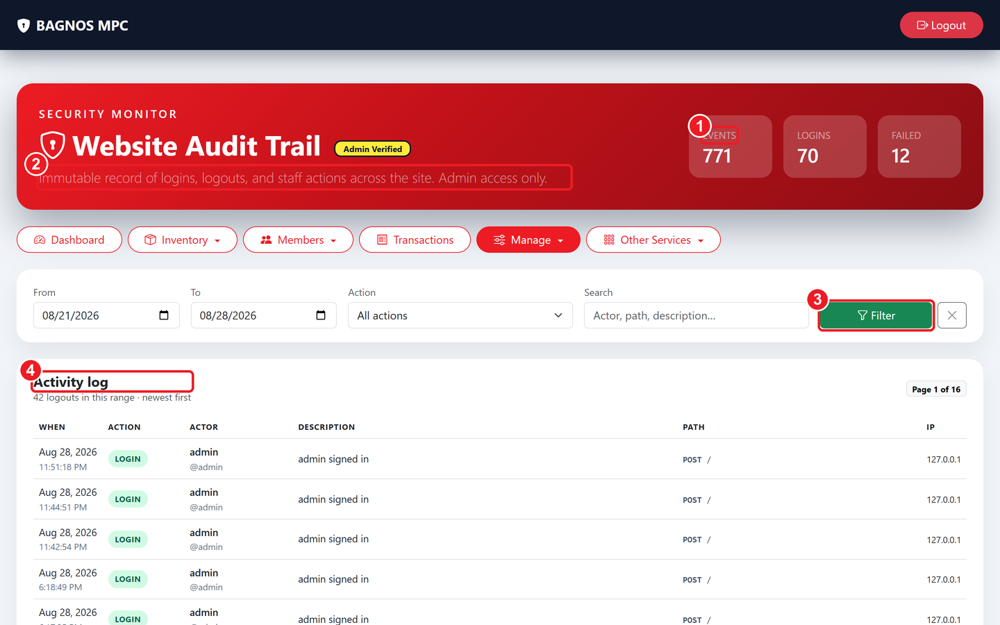 BAGNOS MPC
Logout
SECURITY MONITOR
Website Audit Trail
Admin Verified
Immutable record of logins, logouts, and staff actions across the site. Admin access only.
1
EVENTS
771
LOGINS
70
FAILED
12
2
Dashboard
Inventory
Members
Transactions
Manage
Other Services
From
To
Action
Search
08/21/2026
08/28/2026
All actions
Actor, path, description...
3
Filter
4
Activity log
42 logouts in this range · newest first
Page 1 of 16
WHEN ACTION ACTOR DESCRIPTION PATH IP
Aug 28, 2026 LOGIN admin admin signed in POST / 127.0.0.1
11:51:18 PM @admin
Aug 28, 2026 LOGIN admin admin signed in POST / 127.0.0.1
11:44:51 PM @admin
Aug 28, 2026 LOGIN admin admin signed in POST / 127.0.0.1
11:42:54 PM @admin
Aug 28, 2026 LOGIN admin admin signed in POST / 127.0.0.1
6:18:49 PM @admin
Aug 28, 2026 LOGIN admin admin signed in POST / 127.0.0.1